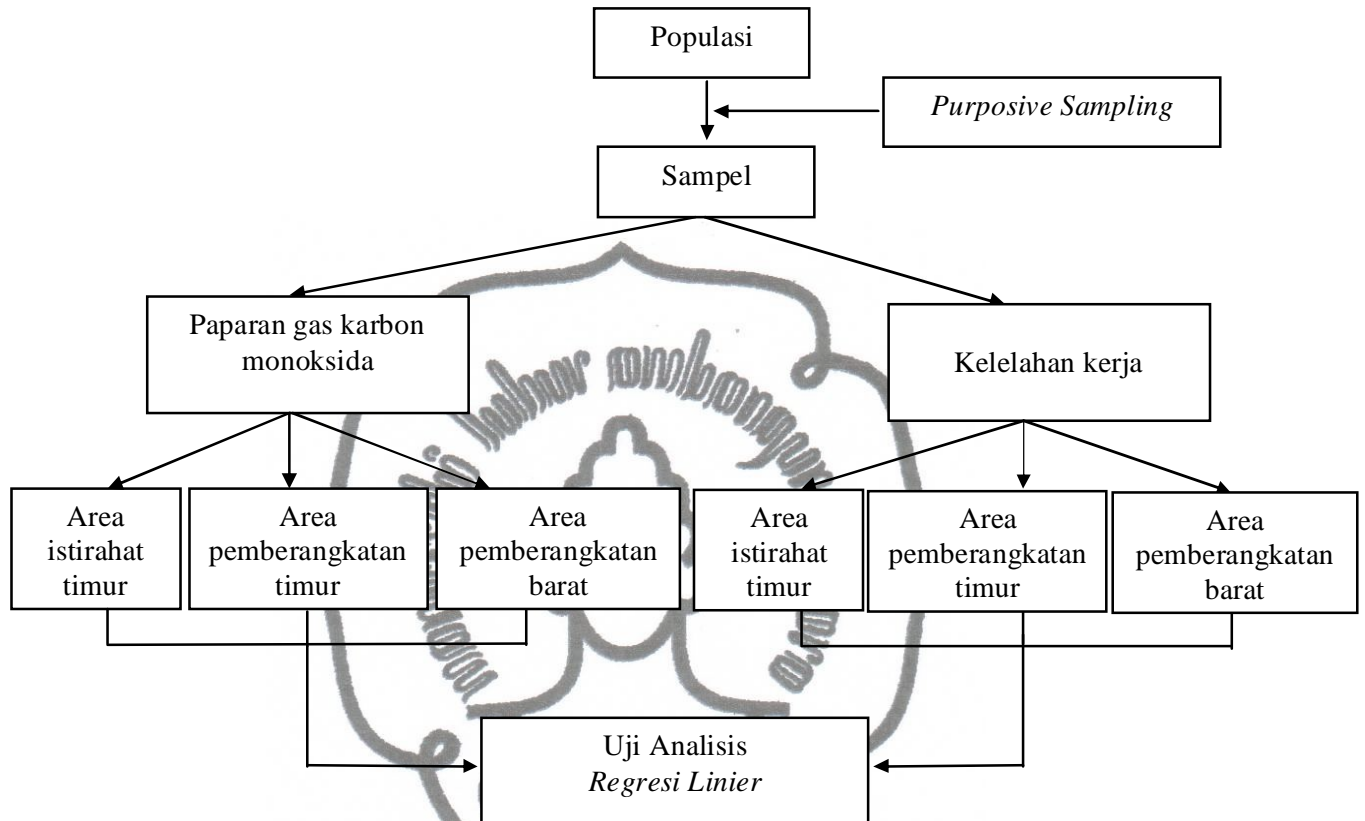 Populasi
Purposive Sampling
Sampel
Paparan gas karbon
monoksida
Kelelahan kerja
Area
istirahat
timur
Area
pemberangkatan
timur
Area
pemberangkatan
barat
Area
istirahat
timur
Area
pemberangkatan
timur
Area
pemberangkatan
barat
Uji Analisis
Regresi Linier